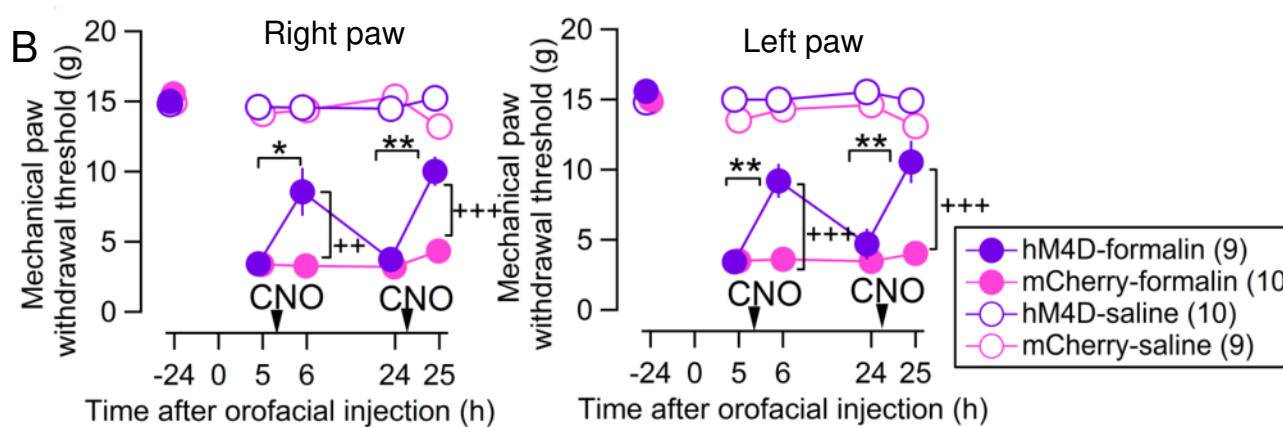 B
Right paw
Mechanical paw
withdrawal threshold (g)
20
15
10
5
0
*
**
++
+++
CNO
CNO
-24 0 5 6 24 25
Time after orofacial injection (h)
Left paw
Mechanical paw
withdrawal threshold (g)
20
15
10
5
0
**
**
+++
+++
CNO
CNO
-24 0 5 6 24 25
Time after orofacial injection (h)
hM4D-formalin (9)
mCherry-formalin (10
hM4D-saline (10)
mCherry-saline (9)